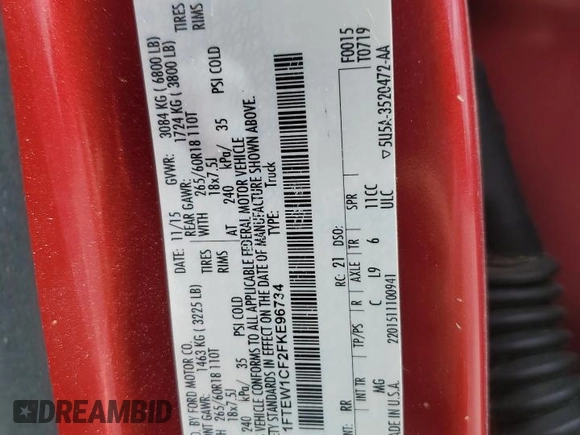 D. BY FORD MOTOR CO.
DATE: 11/15
GVWR: 3084 KG ( 6800 LB)
FRONT GAWR: 1463 KG ( 3225 LB)
REAR GAWR: 1724 KG ( 3800 LB)
265/60R18 110T TIRES
WITH 265/60R18 110T TIRES
18x7.5J RIMS
18x7.5J RIMS
240 kPa/ 35 PSI COLD
AT 240 kPa/ 35 PSI COLD
VEHICLE CONFORMS TO ALL APPLICABLE FEDERAL MOTOR VEHICLE
STANDARDS IN EFFECT ON THE DATE OF MANUFACTURE SHOWN ABOVE.
1FTEW1CF2FKE96734 Truck
F0015
T0719
RC: 21 DSO:
RR INT TR TP/PS R AXLE TR SPR
MG C L9 6 11CC
ULC
2201511100941
MADE IN U.S.A.
▽5U5A-3520472-AA
DREAMBID